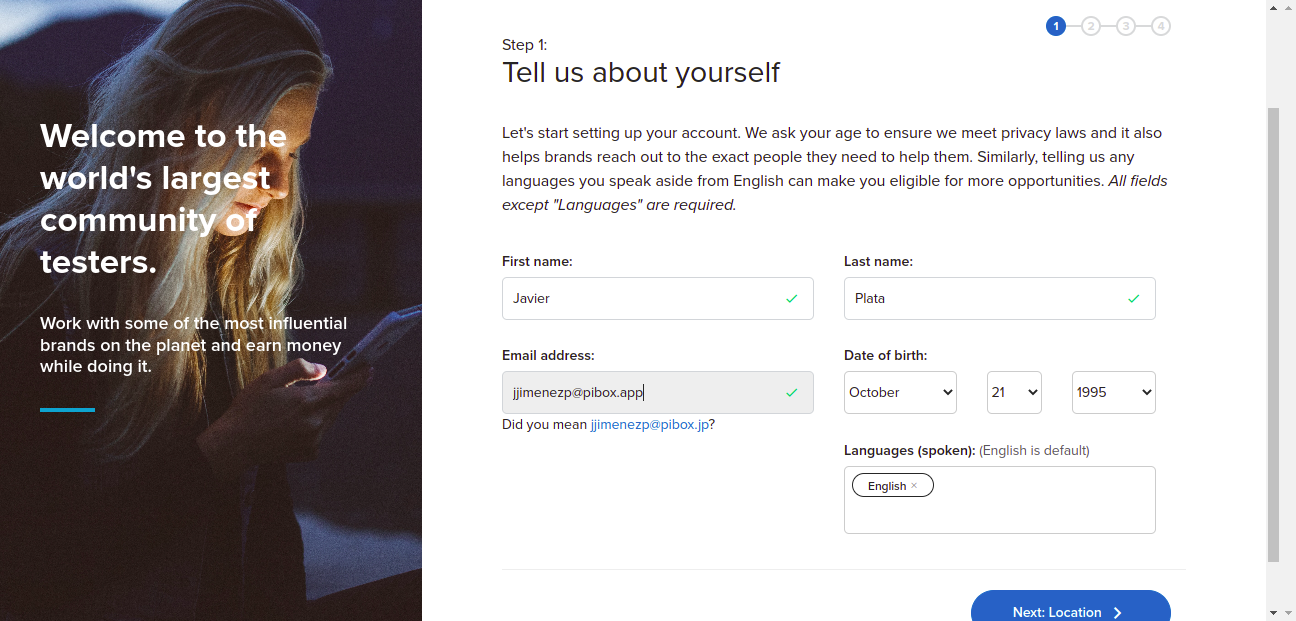 Welcome to the
world's largest
community of
testers.
Work with some of the most influential
brands on the planet and earn money
while doing it.
1 2 3 4
Step 1:
Tell us about yourself
Let's start setting up your account. We ask your age to ensure we meet privacy laws and it also
helps brands reach out to the exact people they need to help them. Similarly, telling us any
languages you speak aside from English can make you eligible for more opportunities. All fields
except "Languages" are required.
First name: Last name:
Javier Plata
Email address: Date of birth:
jjimenezp@pibox.app October 21 1995
Did you mean jjimenezp@pibox.jp?
Languages (spoken): (English is default)
English ×
Next: Location